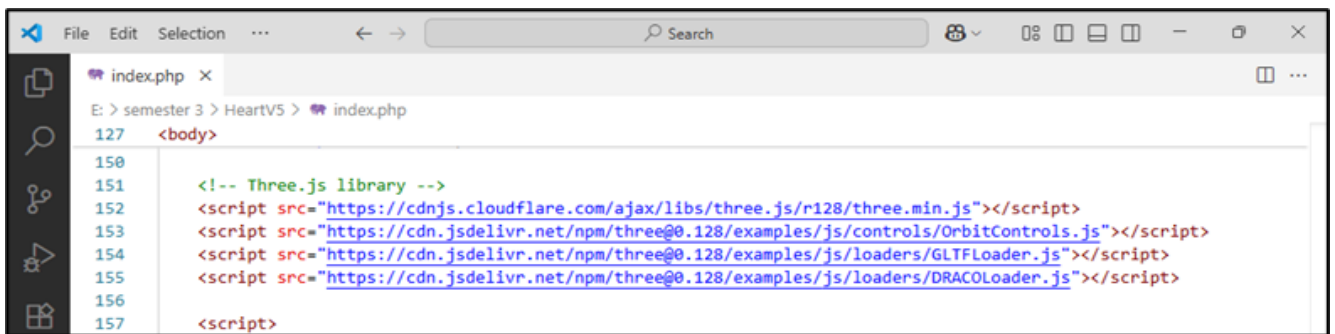 File Edit Selection ... Search
index.php
E: > semester 3 > HeartV5 > index.php
127 <body>
150
151 <!-- Three.js library -->
152 <script src="https://cdnjs.cloudflare.com/ajax/libs/three.js/r128/three.min.js"></script>
153 <script src="https://cdn.jsdelivr.net/npm/three@0.128/examples/js/controls/OrbitControls.js"></script>
154 <script src="https://cdn.jsdelivr.net/npm/three@0.128/examples/js/loaders/GLTFLoader.js"></script>
155 <script src="https://cdn.jsdelivr.net/npm/three@0.128/examples/js/loaders/DRACOLoader.js"></script>
156
157 <script>